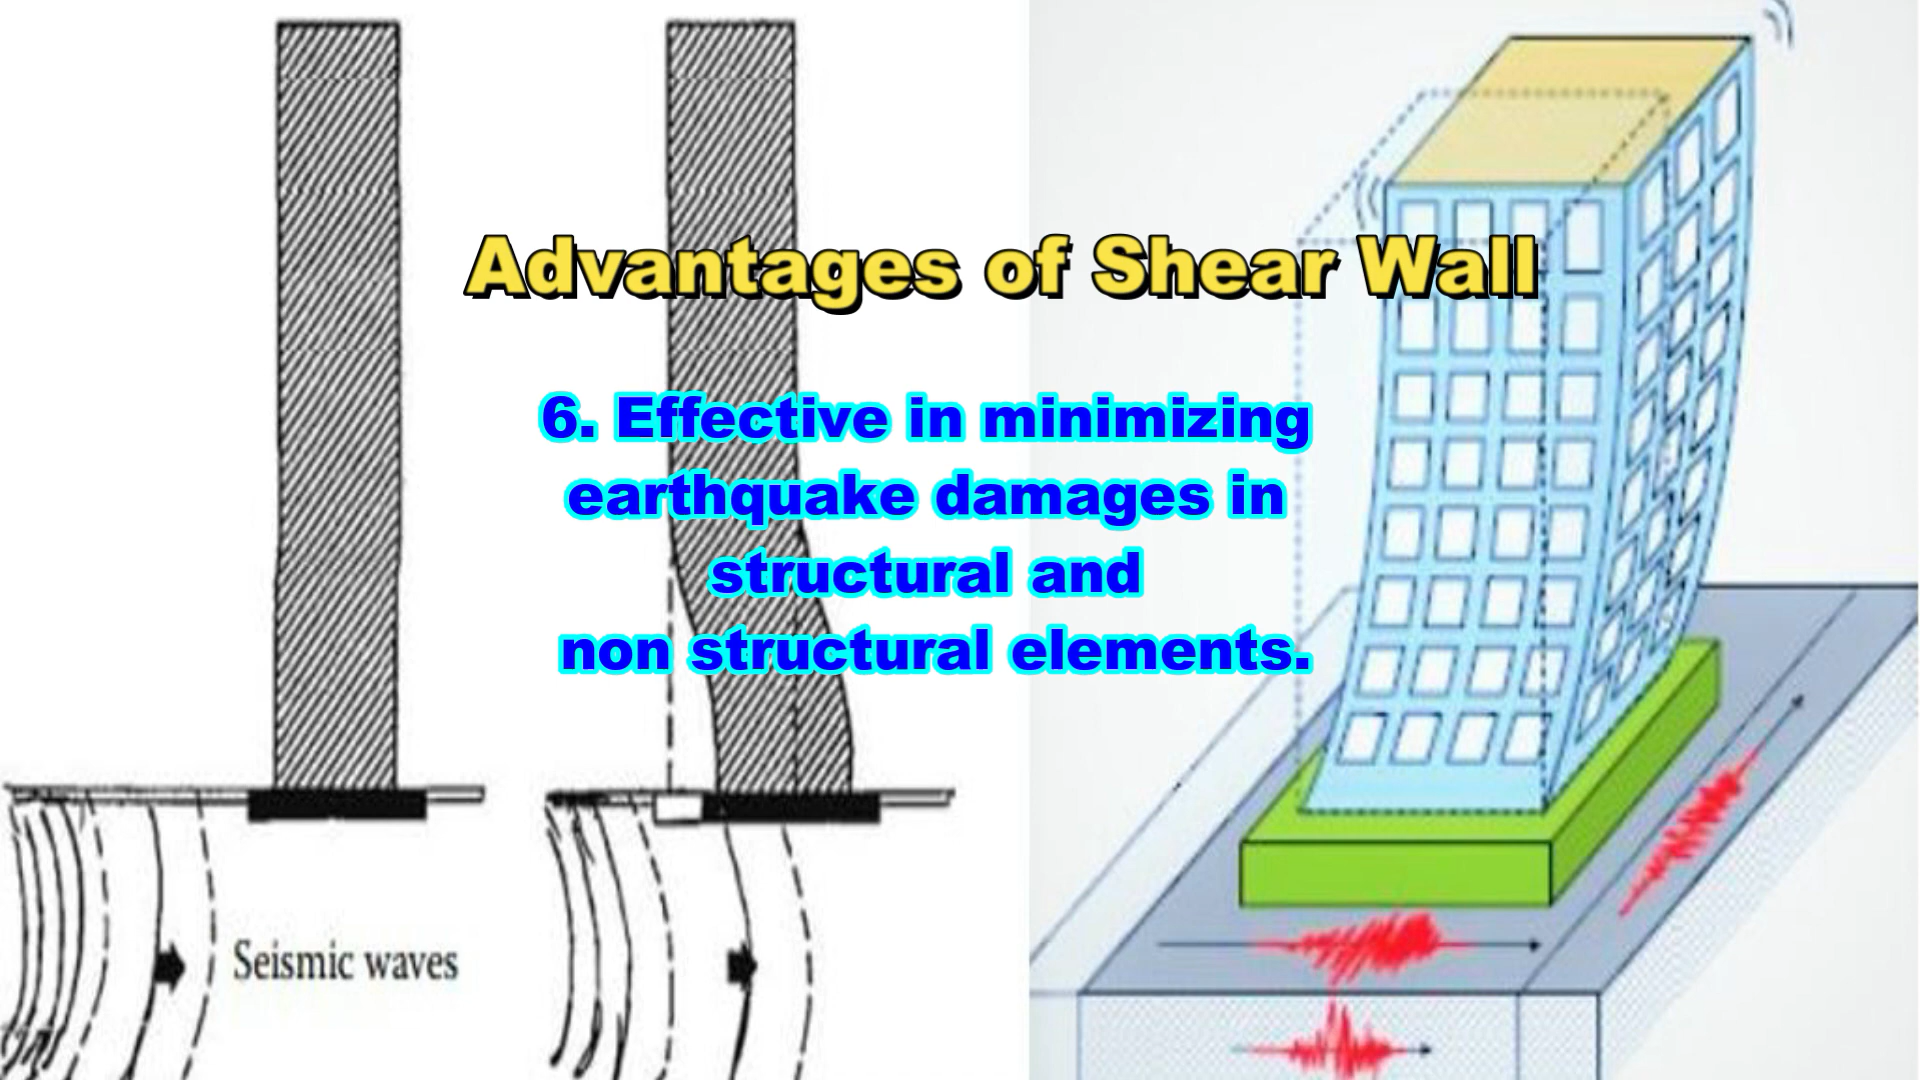 Advantages of Shear Wall
6. Effective in minimizing
earthquake damages in
structural and
non structural elements.
Seismic waves